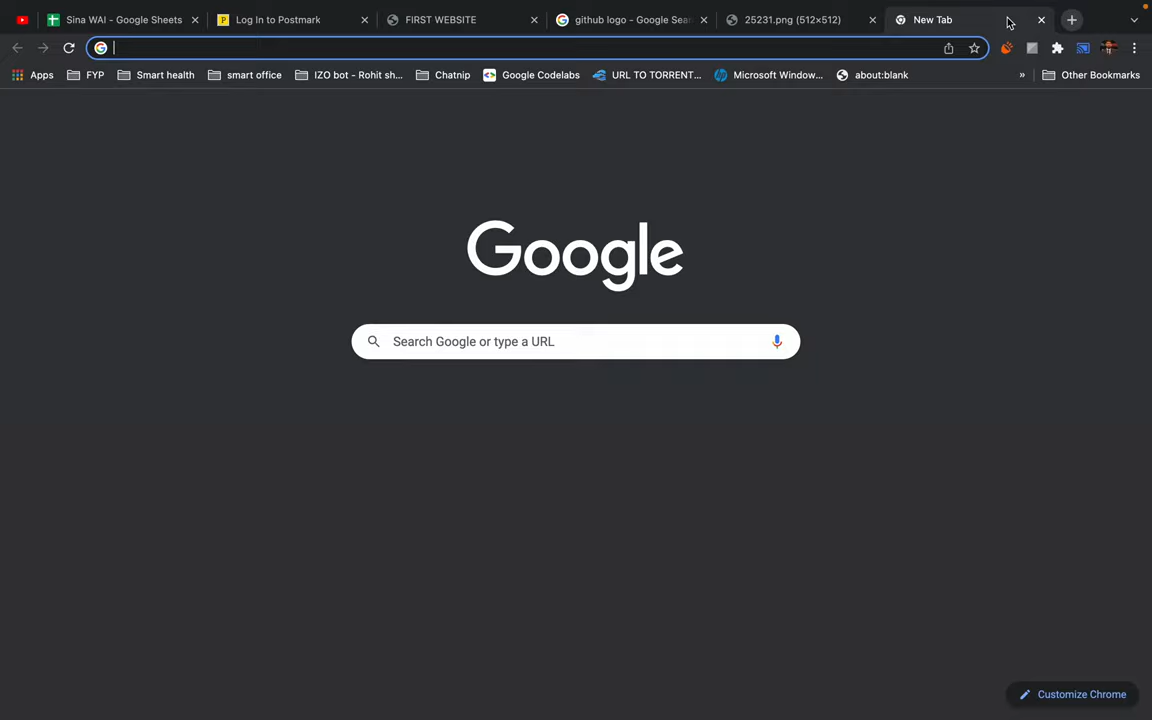 Sina WAI - Google Sheets
Log In to Postmark
FIRST WEBSITE
github logo - Google Sear
25231.png (512×512)
New Tab
Apps
FYP
Smart health
smart office
IZO bot - Rohit sh...
Chatnip
Google Codelabs
URL TO TORRENT...
Microsoft Window...
about:blank
»
Other Bookmarks
Google
Search Google or type a URL
Customize Chrome